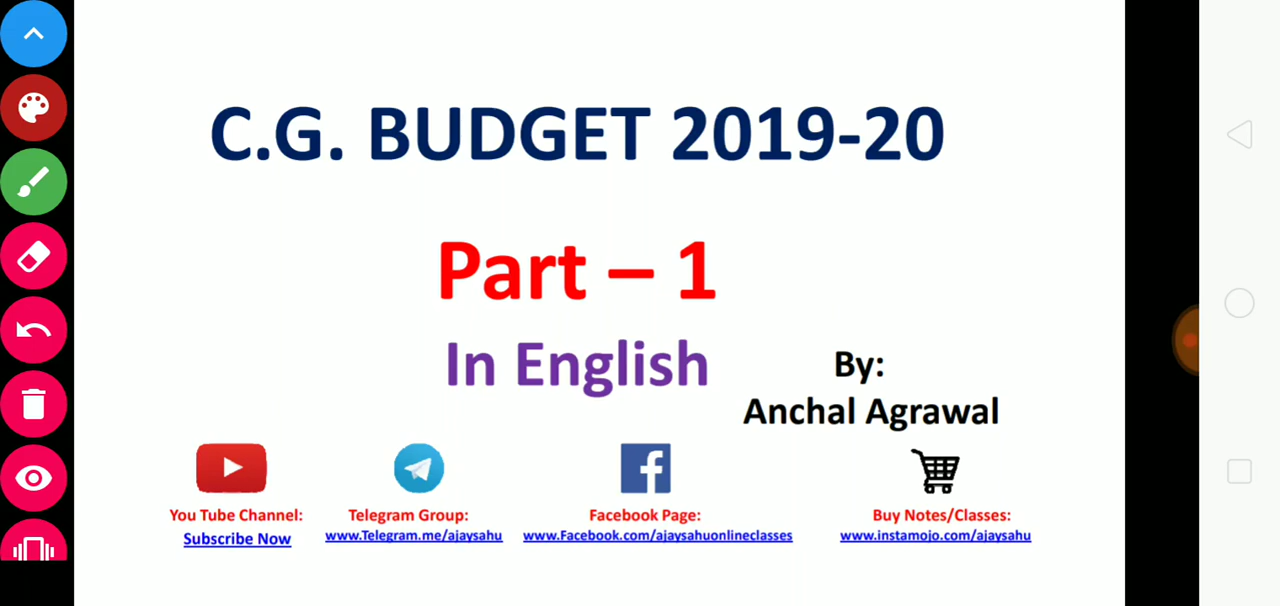 C.G. BUDGET 2019-20
Part – 1
In English
By:
Anchal Agrawal
You Tube Channel:
Subscribe Now
Telegram Group:
www.Telegram.me/ajaysahu
Facebook Page:
www.Facebook.com/ajaysahuonlineclasses
Buy Notes/Classes:
www.instamojo.com/ajaysahu